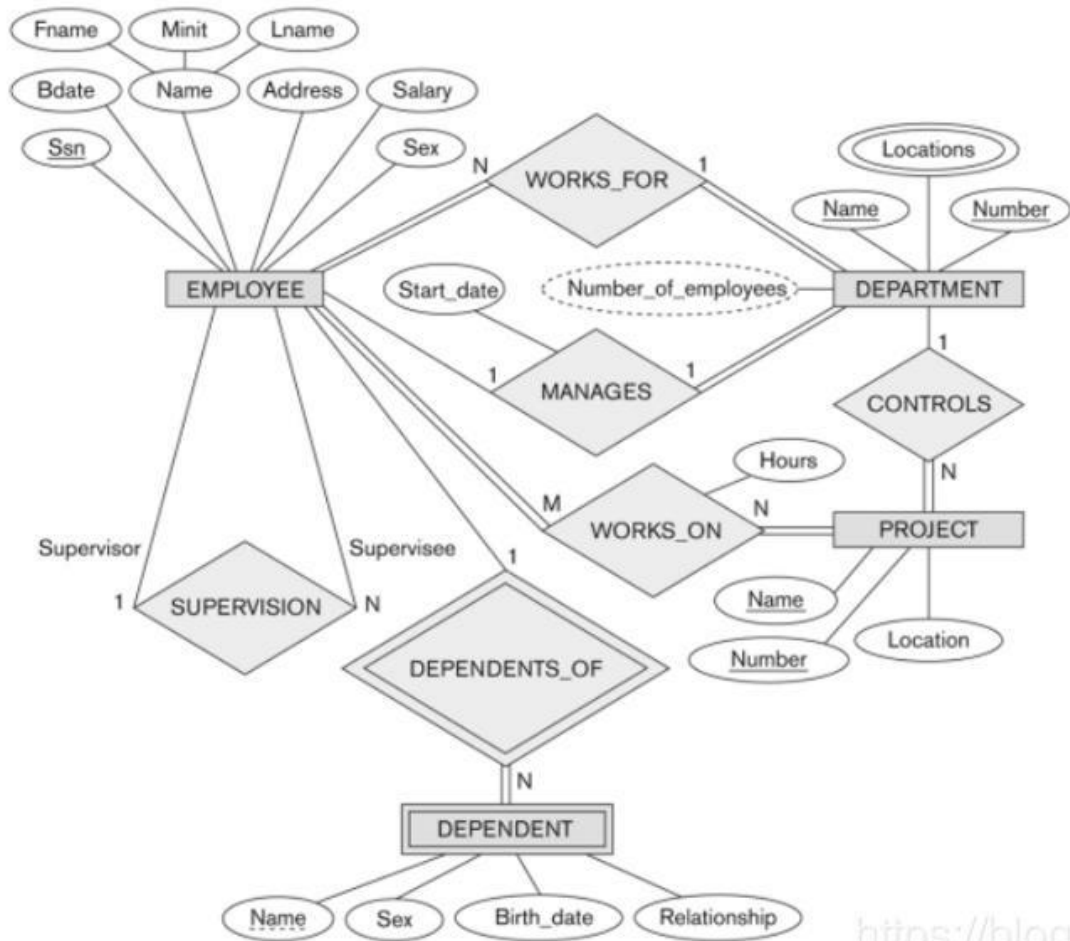 Fname
Minit
Lname
Bdate
Name
Address
Salary
Ssn
Sex
N
WORKS_FOR
1
Locations
Name
Number
EMPLOYEE
Start_date
Number_of_employees
DEPARTMENT
1
MANAGES
1
1
CONTROLS
N
Hours
M
WORKS_ON
N
PROJECT
Supervisor
Supervisee
1
SUPERVISION
N
1
Name
Number
Location
DEPENDENTS_OF
N
DEPENDENT
Name
Sex
Birth_date
Relationship
https://blog